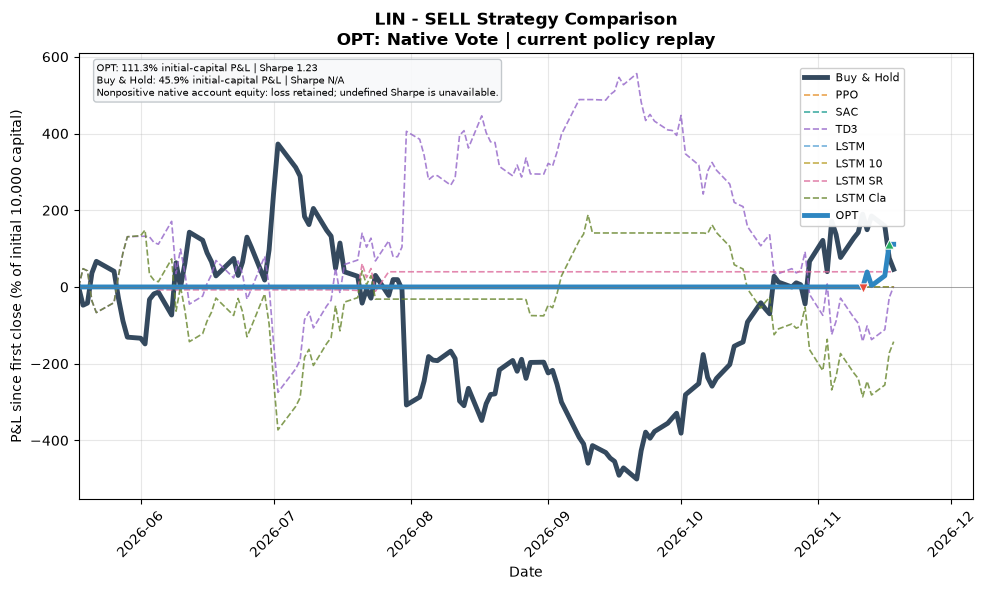 LIN - SELL Strategy Comparison
OPT: Native Vote | current policy replay
OPT: 111.3% initial-capital P&L | Sharpe 1.23
Buy & Hold: 45.9% initial-capital P&L | Sharpe N/A
Nonpositive native account equity: loss retained; undefined Sharpe is unavailable.
Buy & Hold
PPO
SAC
TD3
LSTM
LSTM 10
LSTM SR
LSTM Cla
OPT
P&L since first close (% of initial 10,000 capital)
600
400
200
0
−200
−400
2026-06
2026-07
2026-08
2026-09
2026-10
2026-11
2026-12
Date